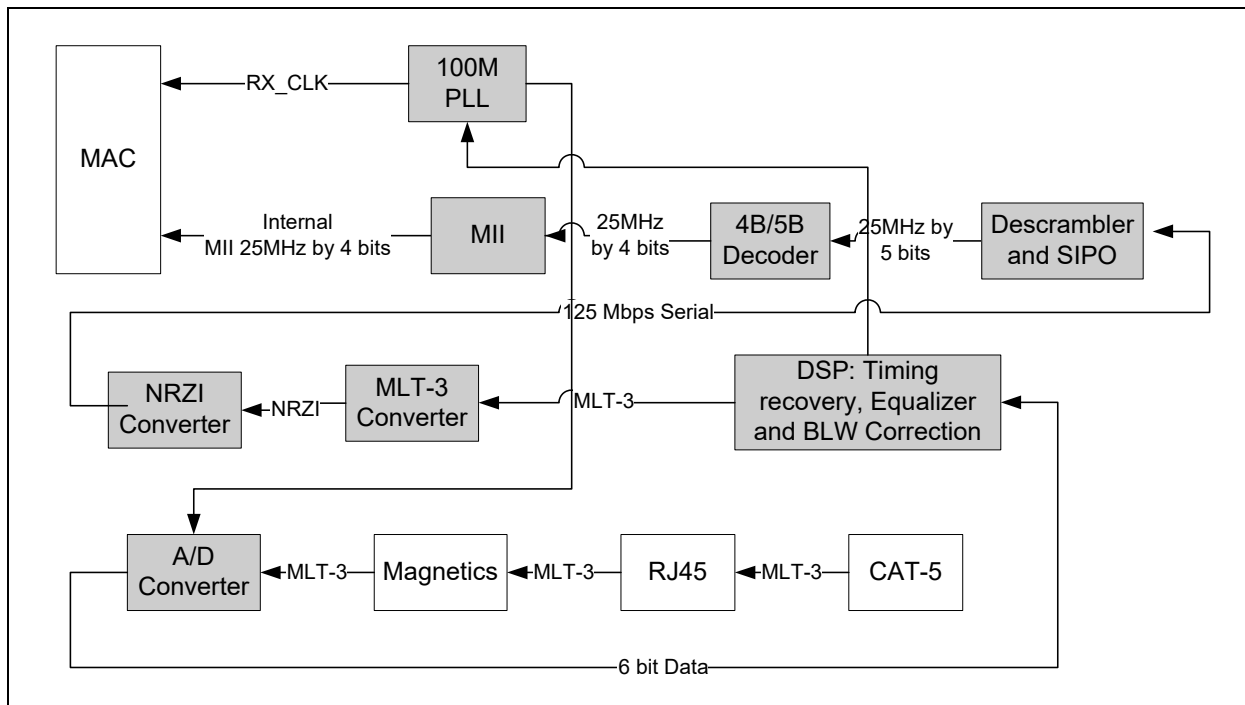 100M
PLL
RX_CLK
MAC
Internal
MII 25MHz by 4 bits
MII
25MHz
by 4 bits
4B/5B
Decoder
25MHz by
5 bits
Descrambler
and SIPO
125 Mbps Serial
NRZI
Converter
NRZI
MLT-3
Converter
MLT-3
DSP: Timing
recovery, Equalizer
and BLW Correction
A/D
Converter
MLT-3
Magnetics
MLT-3
RJ45
MLT-3
CAT-5
6 bit Data